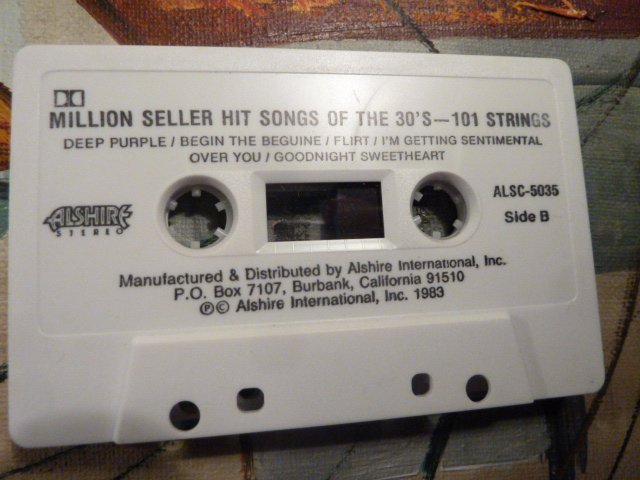 MILLION SELLER HIT SONGS OF THE 30'S—101 STRINGS
DEEP PURPLE / BEGIN THE BEGUINE / FLIRT / I'M GETTING SENTIMENTAL
OVER YOU / GOODNIGHT SWEETHEART
ALSHIRE
STEREO
ALSC-5035
Side B
Manufactured & Distributed by Alshire International, Inc.
P.O. Box 7107, Burbank, California 91510
℗© Alshire International, Inc. 1983